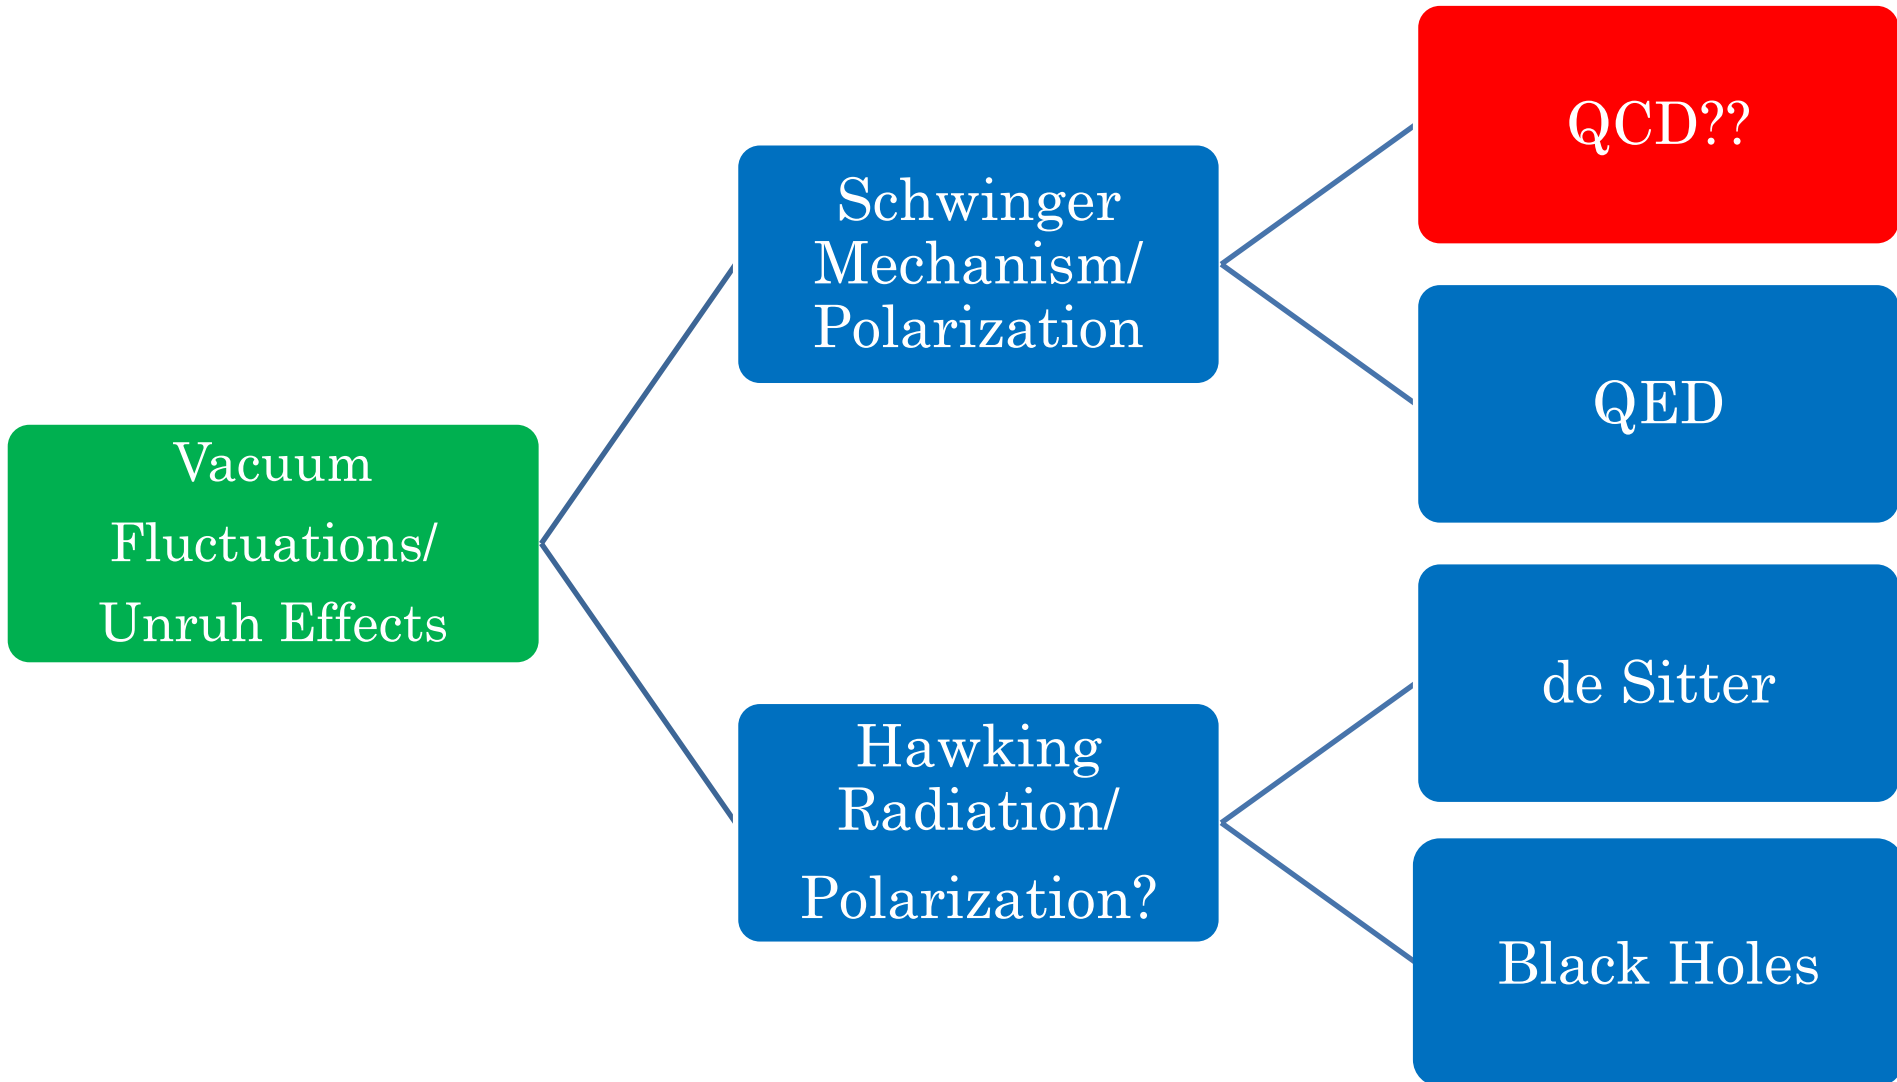 Vacuum
Fluctuations/
Unruh Effects
Schwinger
Mechanism/
Polarization
QCD??
QED
Hawking
Radiation/
Polarization?
de Sitter
Black Holes